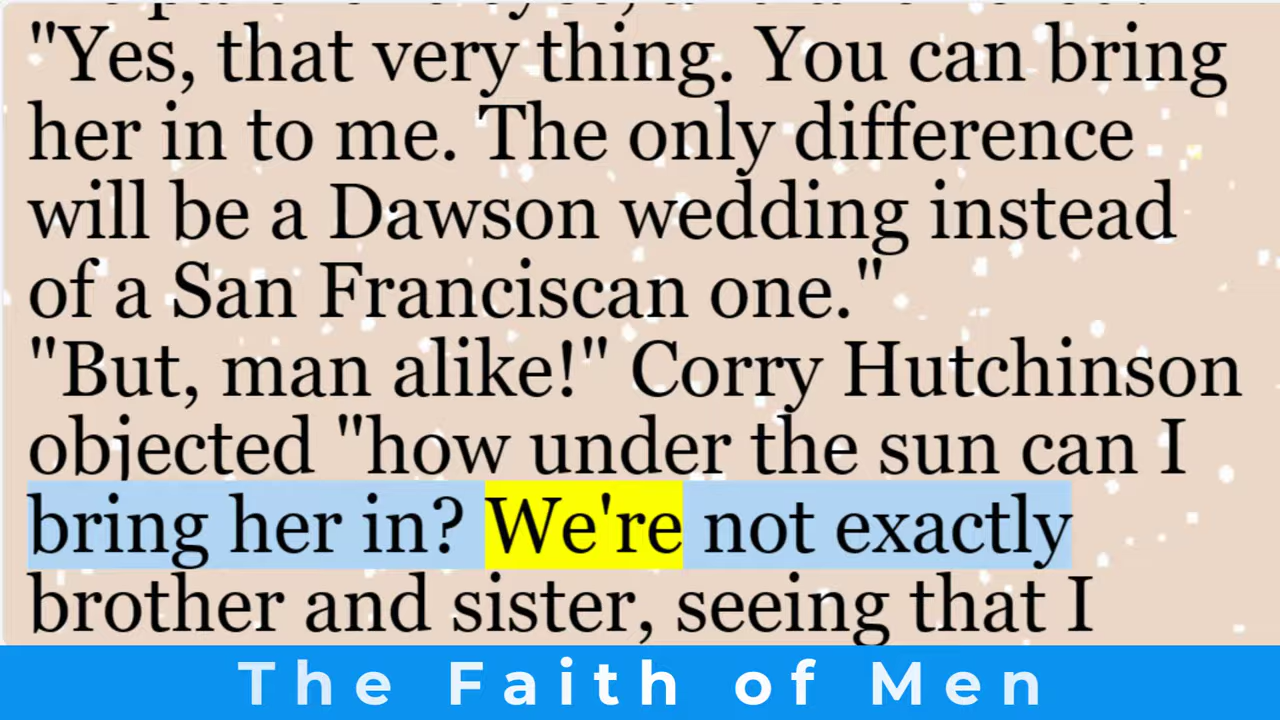 "Yes, that very thing. You can bring
her in to me. The only difference
will be a Dawson wedding instead
of a San Franciscan one."
"But, man alike!" Corry Hutchinson
objected "how under the sun can I
bring her in? We're not exactly
brother and sister, seeing that I
The Faith of Men